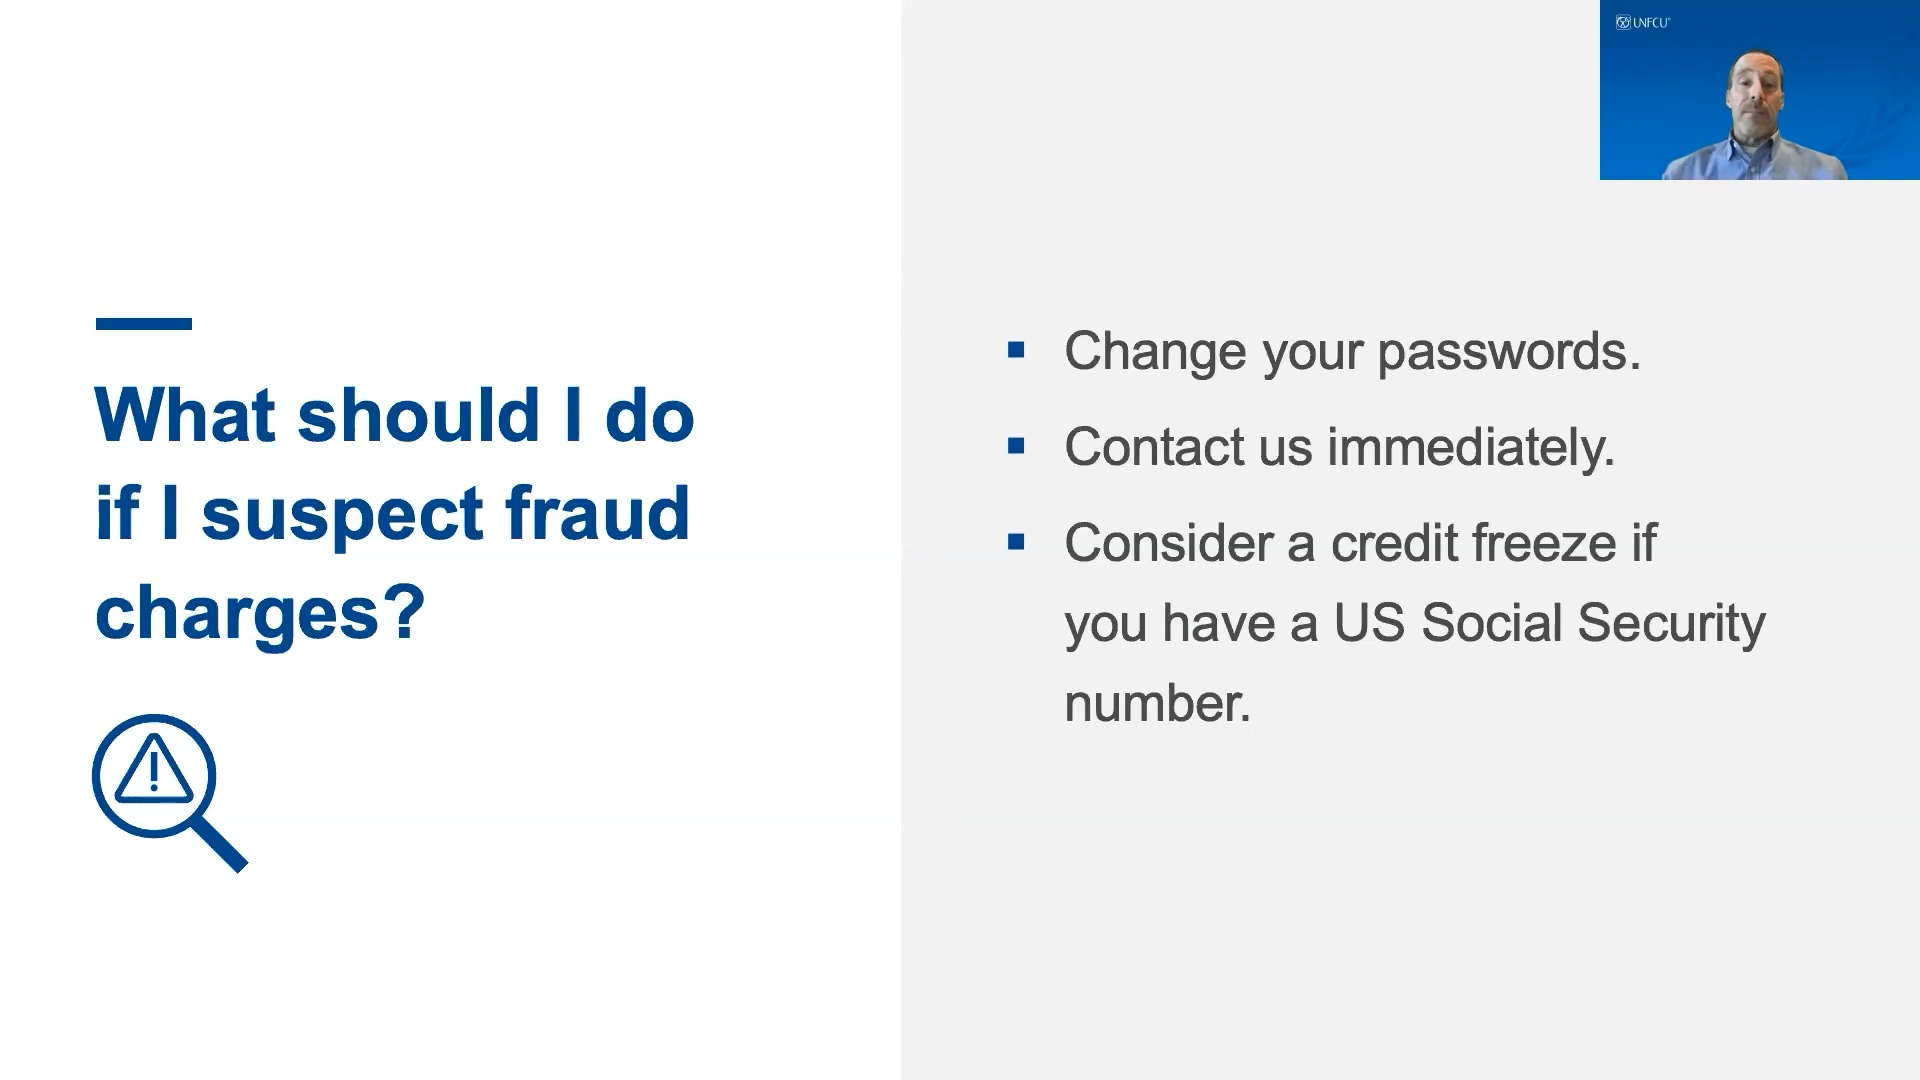 UNFCU
What should I do
if I suspect fraud
charges?
Change your passwords.
Contact us immediately.
Consider a credit freeze if
you have a US Social Security
number.